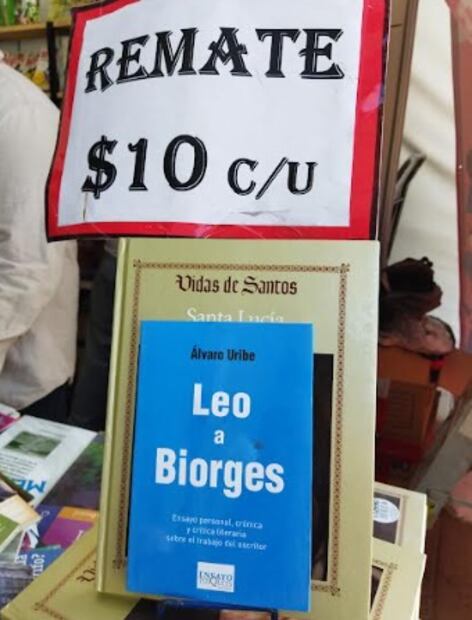 REMATE
$10 C/U
Vidas de Santos
Santa Lucía
Álvaro Uribe
Leo
a
Biorges
Ensayo personal, crónica
y crítica literaria
sobre el trabajo del escritor
ENSAYO
TUSQUETS